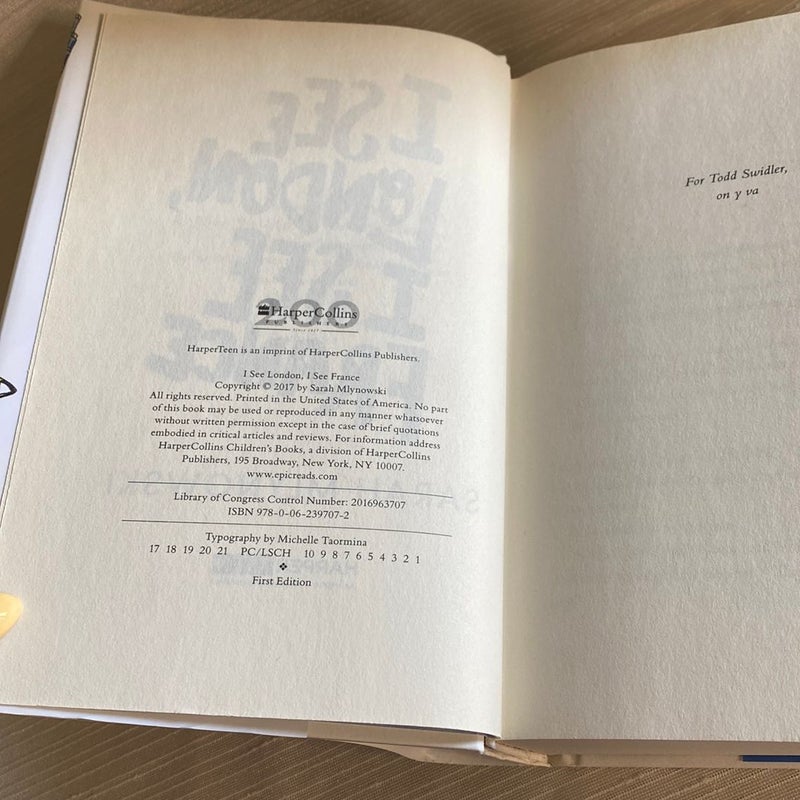 200
HarperCollins
PUBLISHERS
Since 1817
HarperTeen is an imprint of HarperCollins Publishers.
I See London, I See France
Copyright © 2017 by Sarah Mlynowski
All rights reserved. Printed in the United States of America. No part
of this book may be used or reproduced in any manner whatsoever
without written permission except in the case of brief quotations
embodied in critical articles and reviews. For information address
HarperCollins Children's Books, a division of HarperCollins
Publishers, 195 Broadway, New York, NY 10007.
www.epicreads.com
Library of Congress Control Number: 2016963707
ISBN 978-0-06-239707-2
Typography by Michelle Taormina
17 18 19 20 21 PC/LSCH 10 9 8 7 6 5 4 3 2 1
❖
First Edition
For Todd Swidler,
on y va